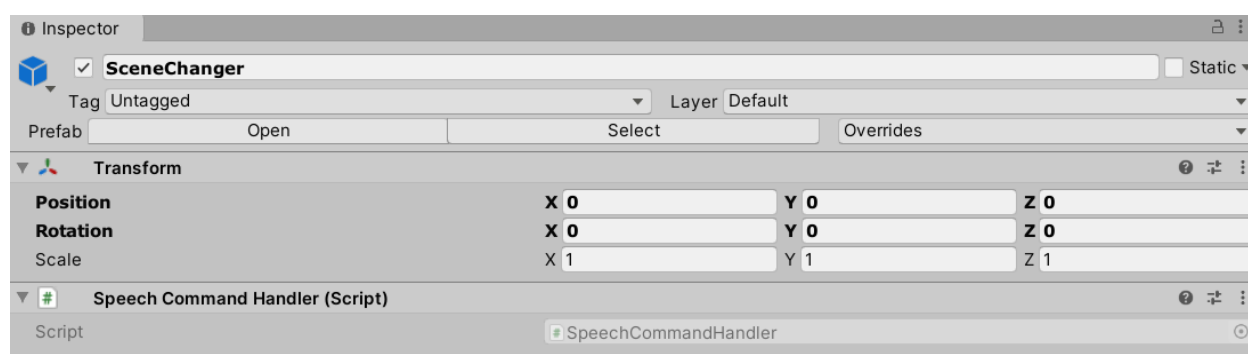 Inspector
SceneChanger Static
Tag Untagged Layer Default
Prefab Open Select Overrides
Transform
Position X 0 Y 0 Z 0
Rotation X 0 Y 0 Z 0
Scale X 1 Y 1 Z 1
# Speech Command Handler (Script)
Script # SpeechCommandHandler